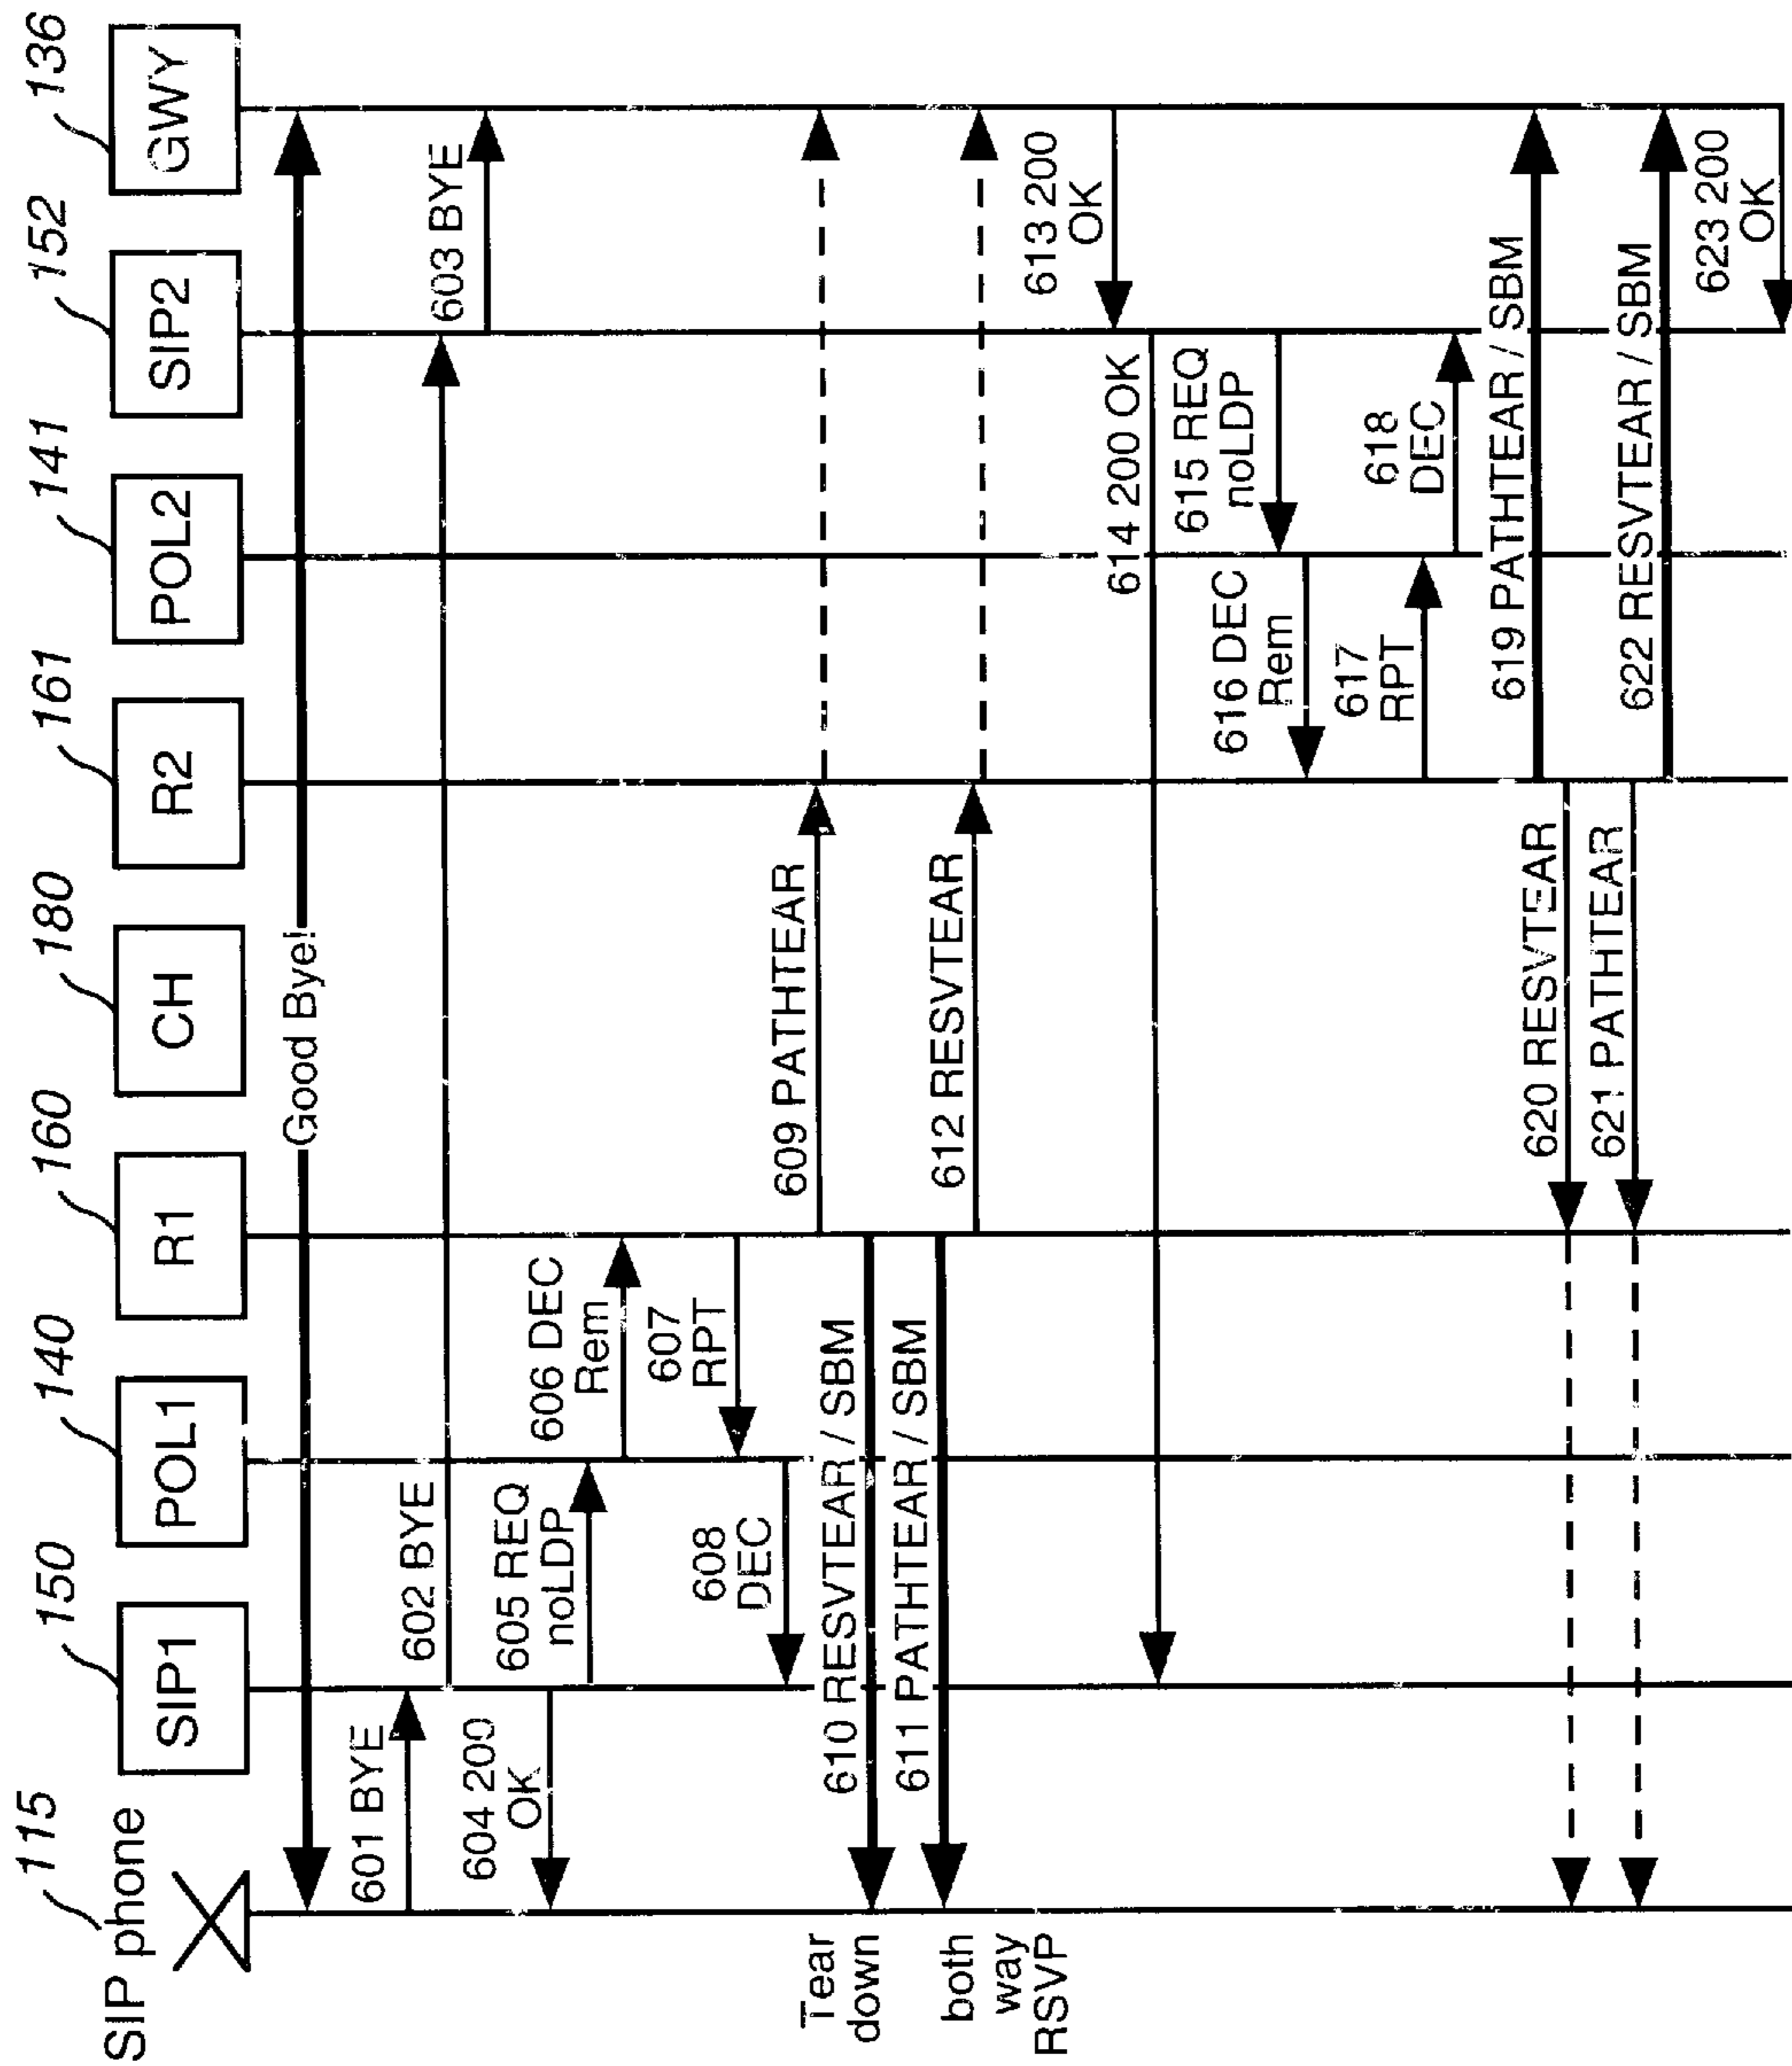 115
SIP phone
150
SIP1
140
POL1
160
R1
180
CH
161
R2
141
POL2
152
SIP2
136
GWY
Good Bye!
601 BYE
602 BYE
603 BYE
604 200
OK
605 REQ
noLDP
606 DEC
Rem
607
RPT
608
DEC
609 PATHTEAR
Tear
down
610 RESVTEAR / SBM
611 PATHTEAR / SBM
both
way
RSVP
612 RESVTEAR
613 200
OK
614 200 OK
615 REQ
noLDP
616 DEC
Rem
617
RPT
618
DEC
619 PATHTEAR / SBM
620 RESVTEAR
621 PATHTEAR
622 RESVTEAR / SBM
623 200
OK